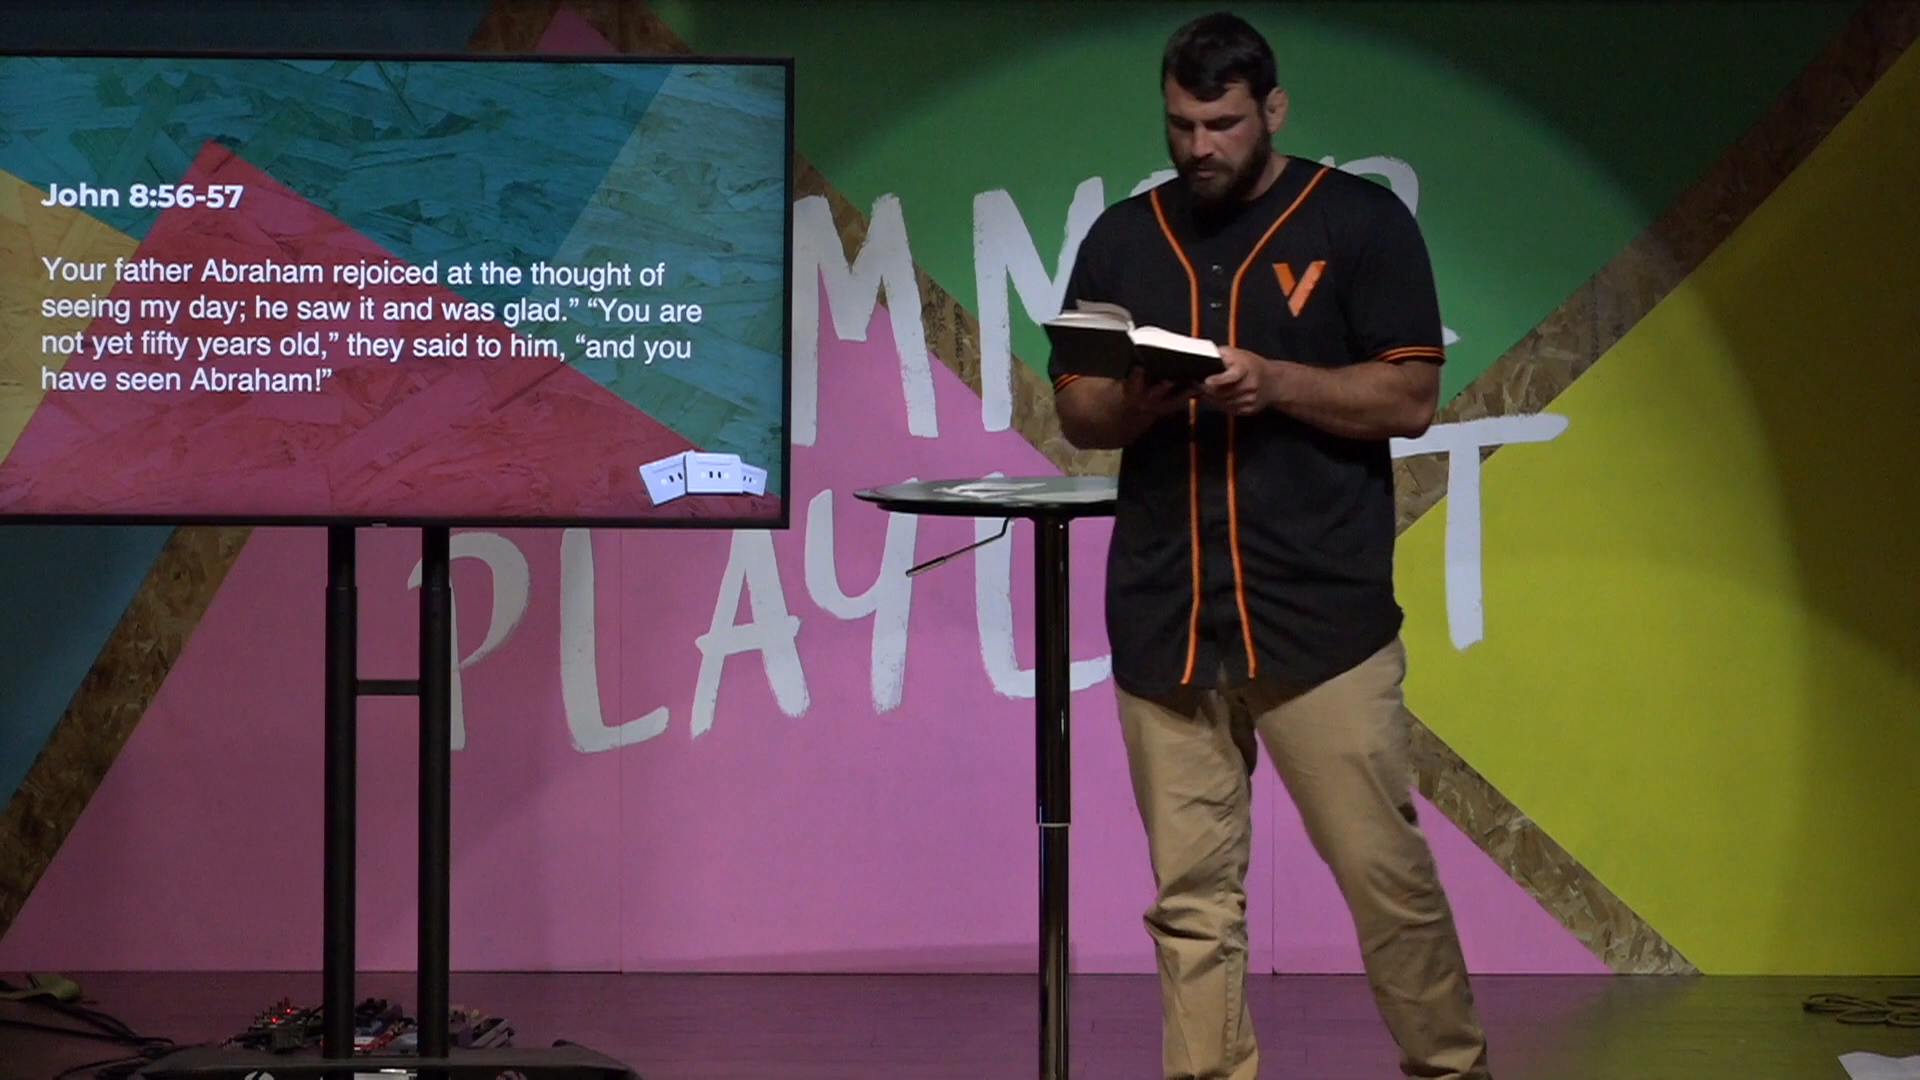 John 8:56-57
Your father Abraham rejoiced at the thought of
seeing my day; he saw it and was glad.” “You are
not yet fifty years old,” they said to him, “and you
have seen Abraham!”
V